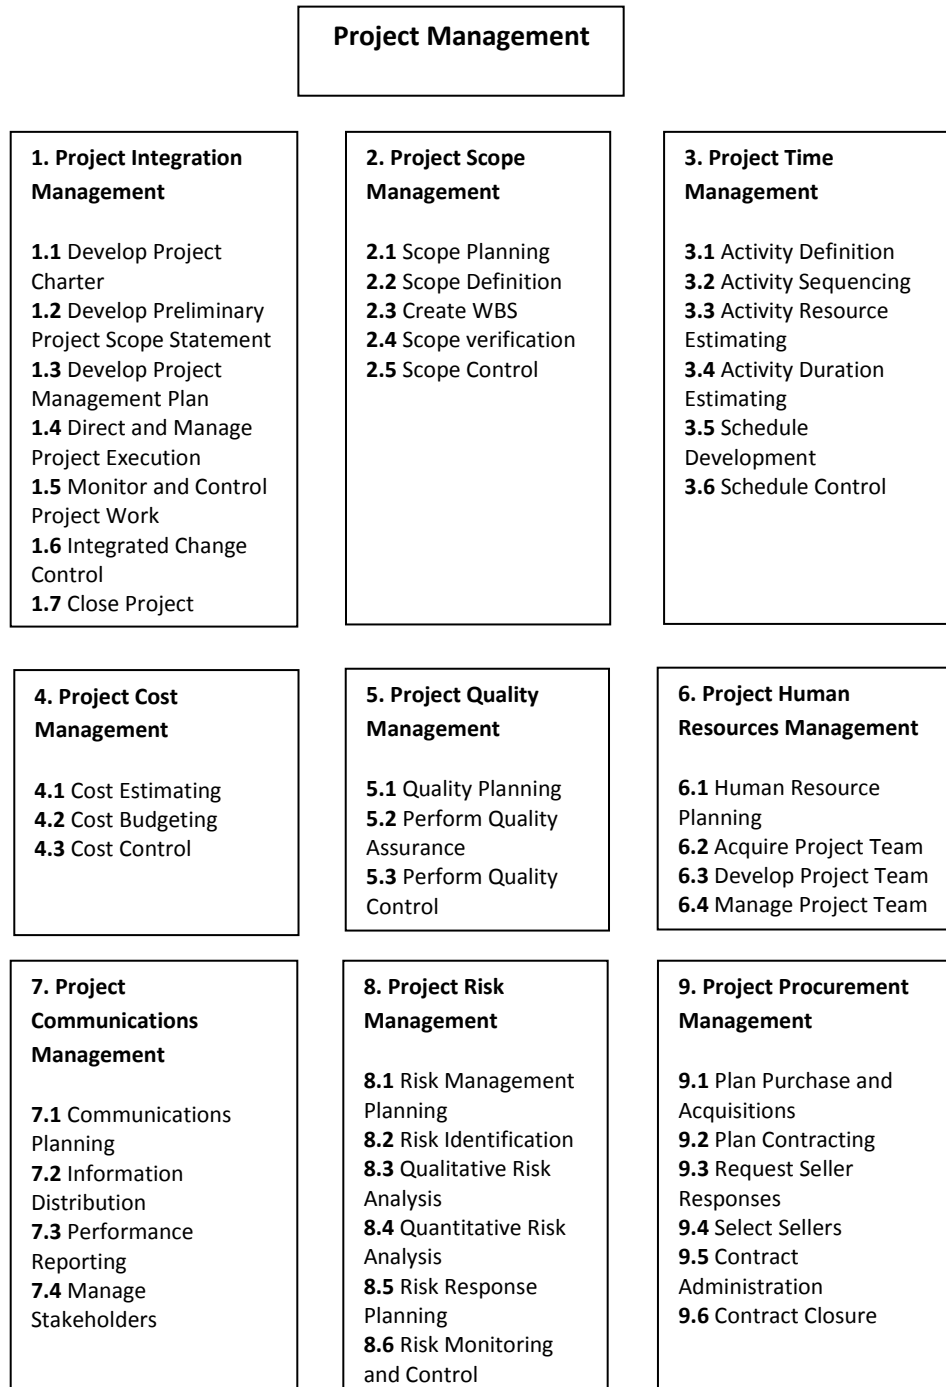 Project Management
1. Project Integration
Management
1.1 Develop Project
Charter
1.2 Develop Preliminary
Project Scope Statement
1.3 Develop Project
Management Plan
1.4 Direct and Manage
Project Execution
1.5 Monitor and Control
Project Work
1.6 Integrated Change
Control
1.7 Close Project
2. Project Scope
Management
2.1 Scope Planning
2.2 Scope Definition
2.3 Create WBS
2.4 Scope verification
2.5 Scope Control
3. Project Time
Management
3.1 Activity Definition
3.2 Activity Sequencing
3.3 Activity Resource
Estimating
3.4 Activity Duration
Estimating
3.5 Schedule
Development
3.6 Schedule Control
4. Project Cost
Management
4.1 Cost Estimating
4.2 Cost Budgeting
4.3 Cost Control
5. Project Quality
Management
5.1 Quality Planning
5.2 Perform Quality
Assurance
5.3 Perform Quality
Control
6. Project Human
Resources Management
6.1 Human Resource
Planning
6.2 Acquire Project Team
6.3 Develop Project Team
6.4 Manage Project Team
7. Project
Communications
Management
7.1 Communications
Planning
7.2 Information
Distribution
7.3 Performance
Reporting
7.4 Manage
Stakeholders
8. Project Risk
Management
8.1 Risk Management
Planning
8.2 Risk Identification
8.3 Qualitative Risk
Analysis
8.4 Quantitative Risk
Analysis
8.5 Risk Response
Planning
8.6 Risk Monitoring
and Control
9. Project Procurement
Management
9.1 Plan Purchase and
Acquisitions
9.2 Plan Contracting
9.3 Request Seller
Responses
9.4 Select Sellers
9.5 Contract
Administration
9.6 Contract Closure